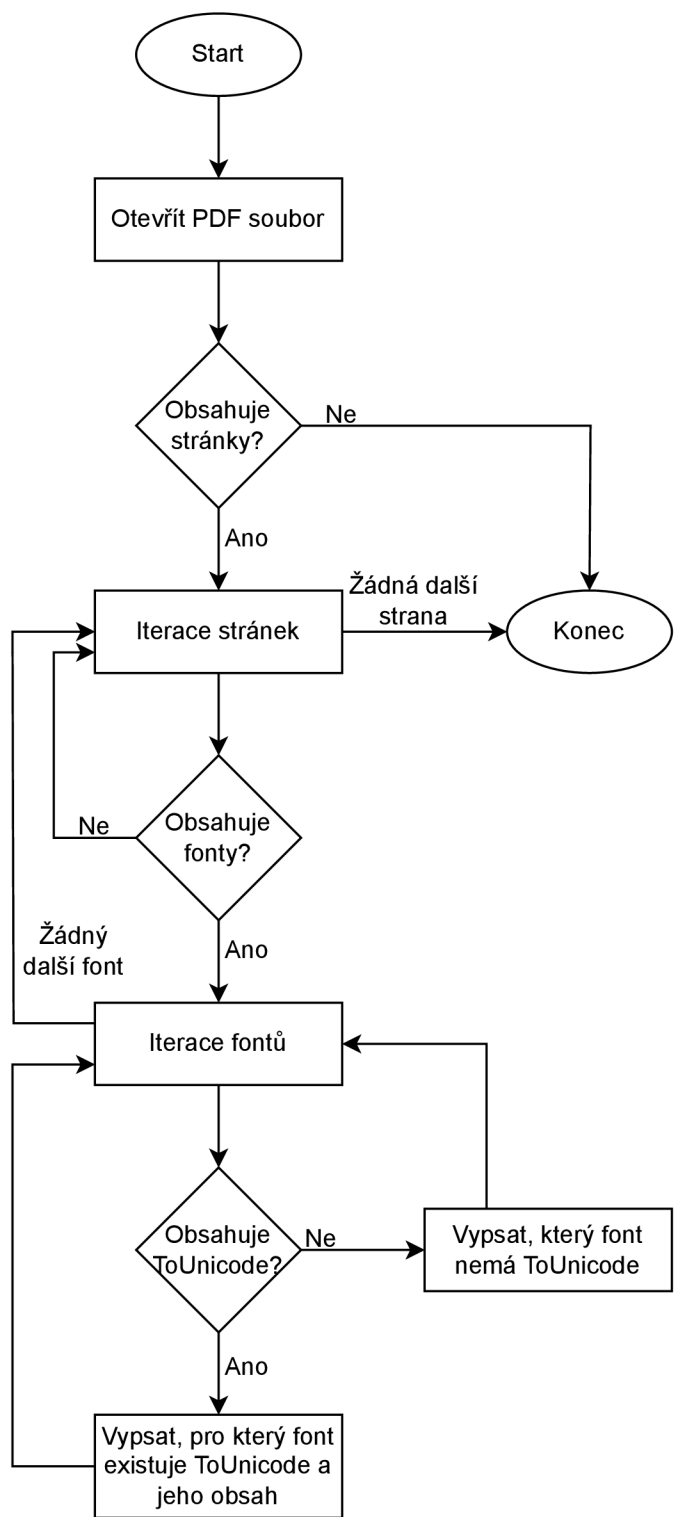 Start
Otevřít PDF soubor
Obsahuje
stránky?
Ne
Ano
Žádná další
strana
Iterace stránek
Konec
Obsahuje
fonty?
Ne
Žádný
další font
Ano
Iterace fontů
Obsahuje
ToUnicode?
Ne
Vypsat, který font
nemá ToUnicode
Ano
Vypsat, pro který font
existuje ToUnicode a
jeho obsah